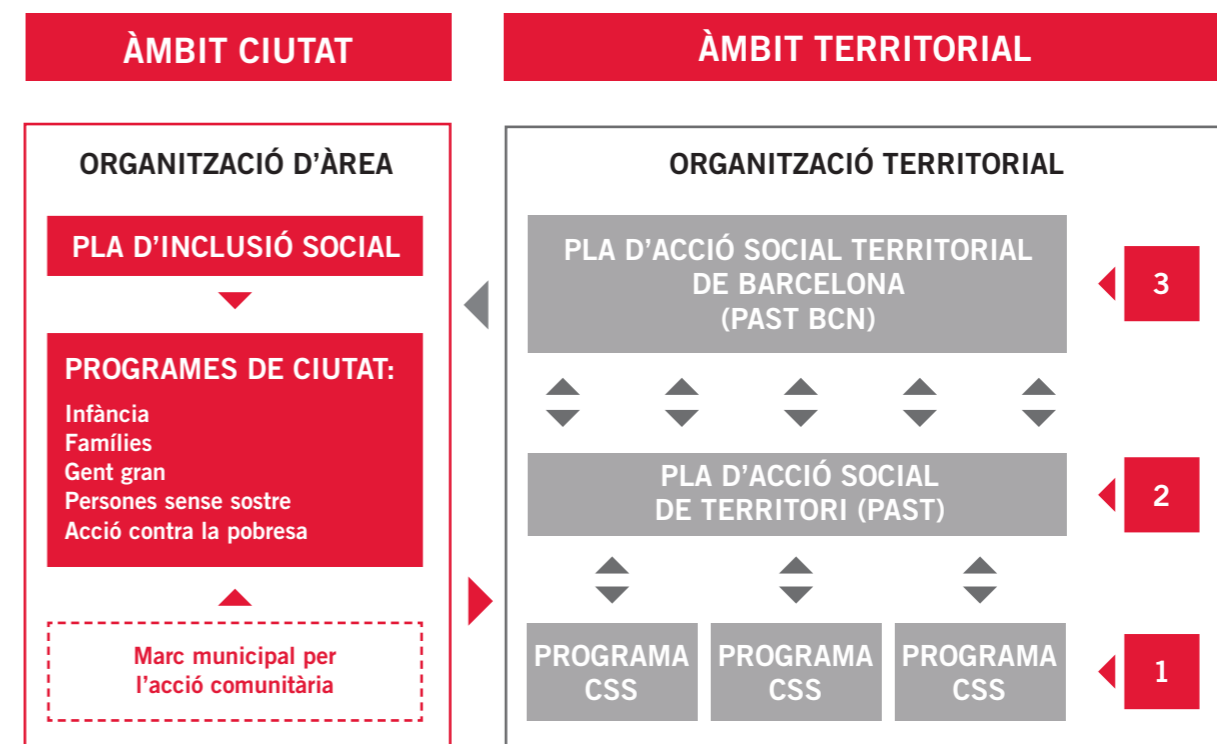 ÀMBIT CIUTAT
ORGANITZACIÓ D'ÀREA
PLA D'INCLUSIÓ SOCIAL
PROGRAMES DE CIUTAT:
Infància
Famílies
Gent gran
Persones sense sostre
Acció contra la pobresa
Marc municipal per
l'acció comunitària
ÀMBIT TERRITORIAL
ORGANITZACIÓ TERRITORIAL
PLA D'ACCIÓ SOCIAL TERRITORIAL
DE BARCELONA
(PAST BCN)
3
PLA D'ACCIÓ SOCIAL
DE TERRITORI (PAST)
2
PROGRAMA
CSS
PROGRAMA
CSS
PROGRAMA
CSS
1